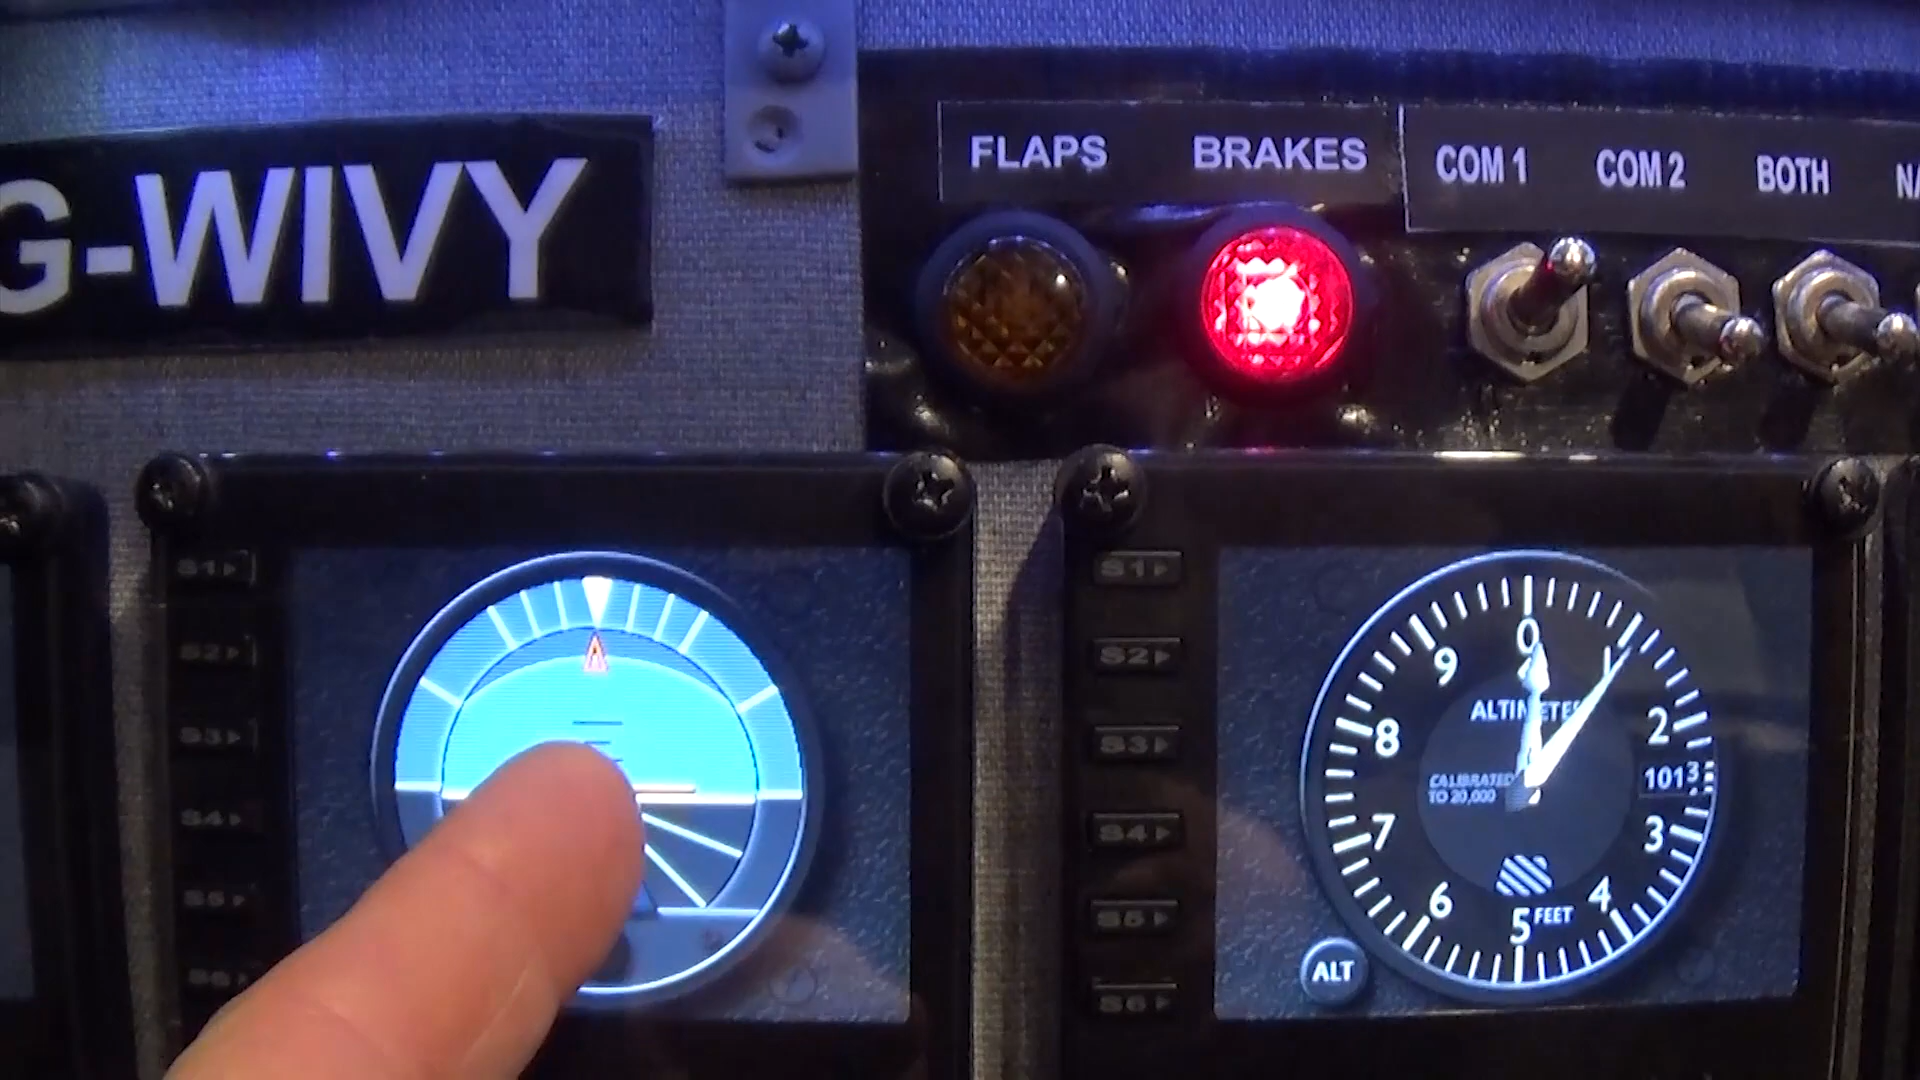 G-WIVY
FLAPS BRAKES
COM 1 COM 2 BOTH
S1
S2
S3
S4
S5
S6
S1
S2
S3
S4
S5
S6
0
1
2
3
4
5
6
7
8
9
ALTIMETER
CALIBRATED
TO 20,000
1013
FEET
ALT